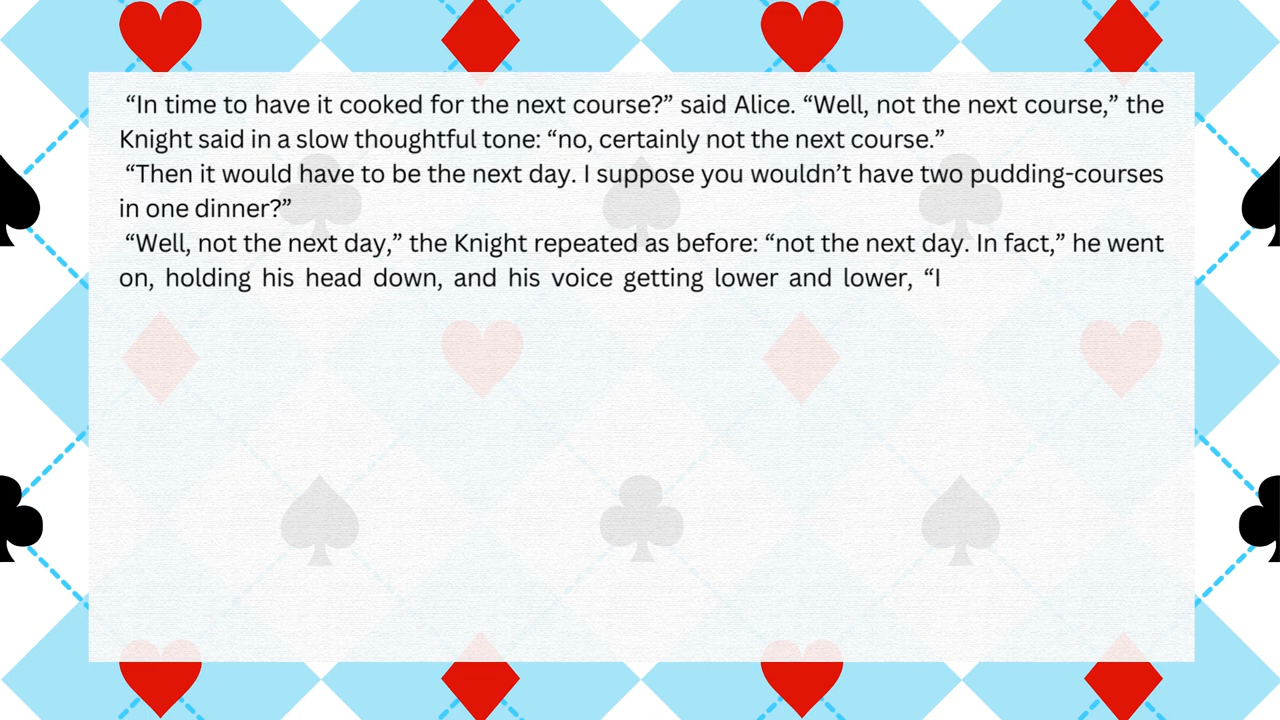 “In time to have it cooked for the next course?” said Alice. “Well, not the next course,” the
Knight said in a slow thoughtful tone: “no, certainly not the next course.”
“Then it would have to be the next day. I suppose you wouldn’t have two pudding-courses
in one dinner?”
“Well, not the next day,” the Knight repeated as before: “not the next day. In fact,” he went
on, holding his head down, and his voice getting lower and lower, “I